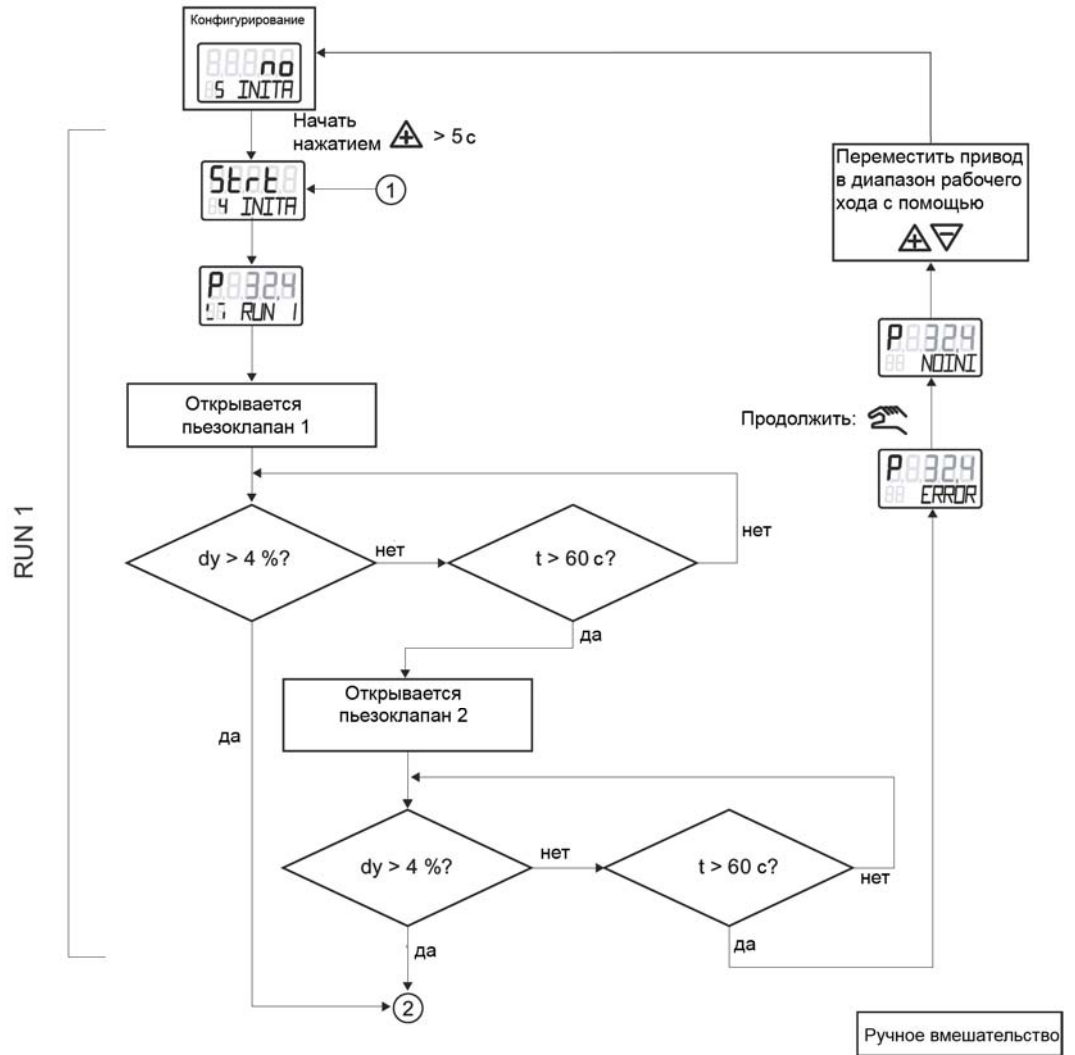 Конфигурирование
no
5 INITA
Начать
нажатием + > 5 с
Strt
4 INITA
1
P 32.4
RUN 1
Открывается
пьезоклапан 1
dy > 4 %?
нет
t > 60 с?
нет
да
да
Открывается
пьезоклапан 2
dy > 4 %?
нет
t > 60 с?
нет
да
да
2
RUN 1
Переместить привод
в диапазон рабочего
хода с помощью
+ −
P 32.4
NOINI
Продолжить:
P 32.4
ERROR
Ручное вмешательство